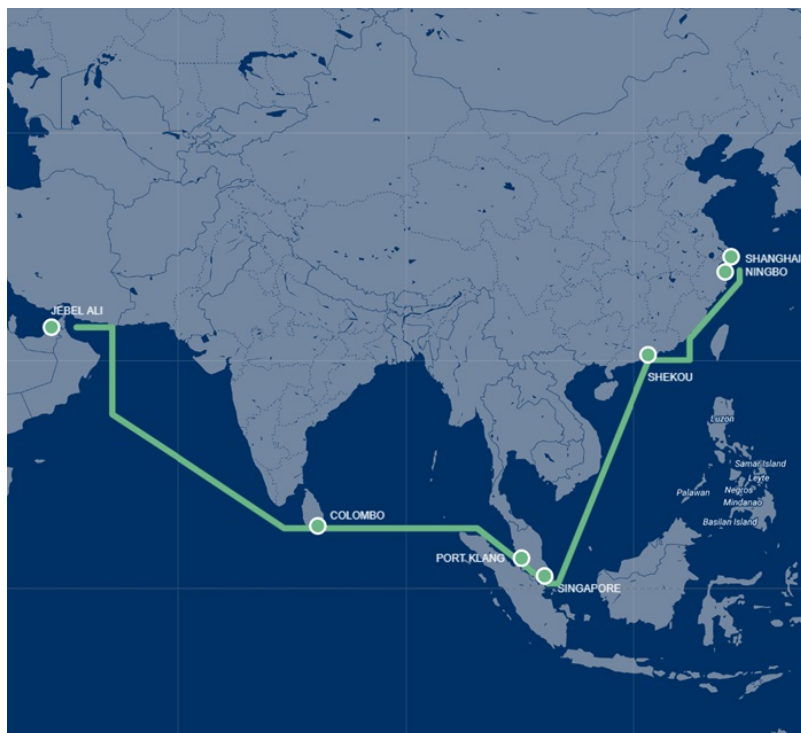 SHANGHAI
NINGBO
JEBEL ALI
SHEKOU
Luzon
Samar Island
Leyte
Palawan
Negros
Mindanao
Basilan Island
COLOMBO
PORT KLANG
SINGAPORE